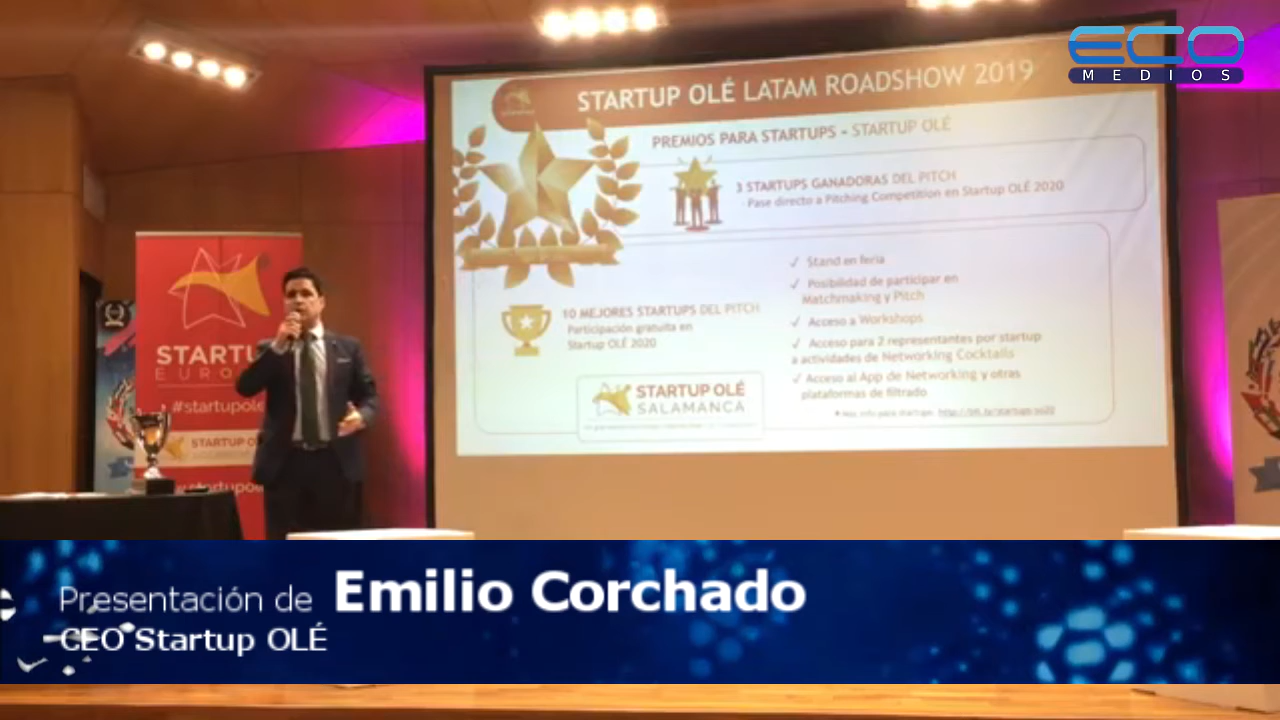 ECO
MEDIOS
STARTUP OLÉ LATAM ROADSHOW 2019
PREMIOS PARA STARTUPS - STARTUP OLÉ
3 STARTUPS GANADORAS DEL PITCH
- Pase directo a Pitching Competition en Startup OLÉ 2020
10 MEJORES STARTUPS DEL PITCH
Participación gratuita en
Startup OLÉ 2020
✓ Stand en feria
✓ Posibilidad de participar en
Matchmaking y Pitch
✓ Acceso a Workshops
✓ Acceso para 2 representantes por startup
a actividades de Networking Cocktails
✓ Acceso al App de Networking y otras
plataformas de filtrado
STARTUP OLÉ
SALAMANCA
STARTU
EURO
#startupole
STARTUP O
Presentación de Emilio Corchado
CEO Startup OLÉ